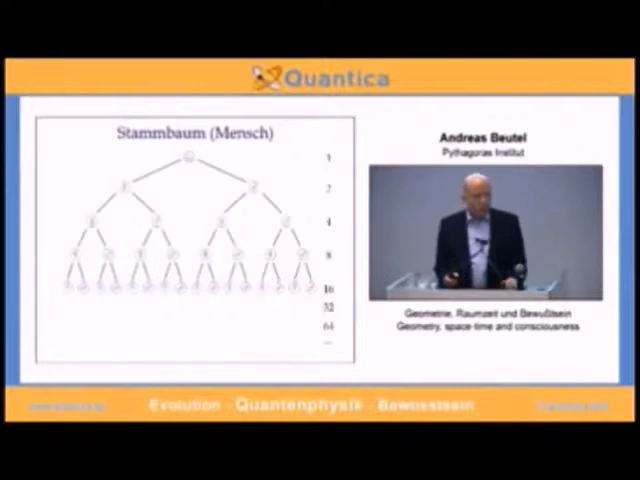 Quantica
Stammbaum (Mensch)
1
2
4
8
16
32
64
Andreas Beutel
Pythagoras Institut
Geometrie, Raumzeit und Bewußtsein
Geometry, space-time and consciousness
Evolution - Quantenphysik - Bewusstsein